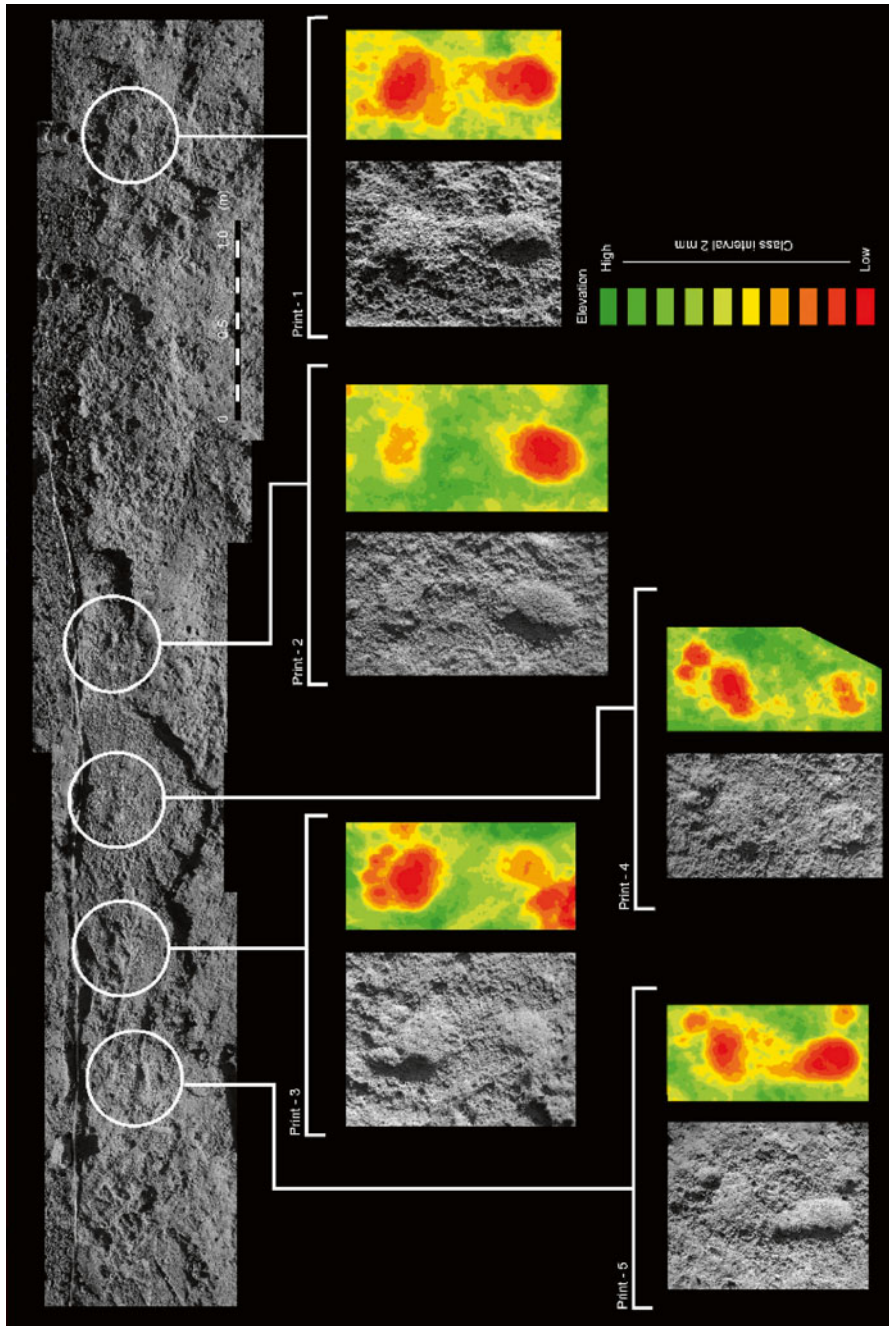 0 0.5 1.0 (m)
Print - 1
Print - 2
Print - 3
Print - 4
Print - 5
Elevation
High
Class interval 2 mm
Low